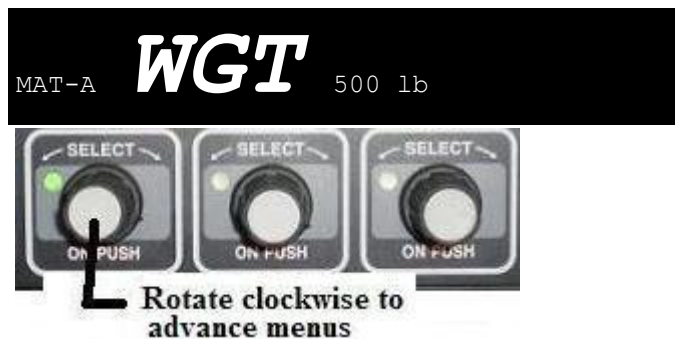 MAT-A WGT 500 lb
SELECT SELECT SELECT
ON PUSH ON PUSH ON PUSH
Rotate clockwise to
advance menus